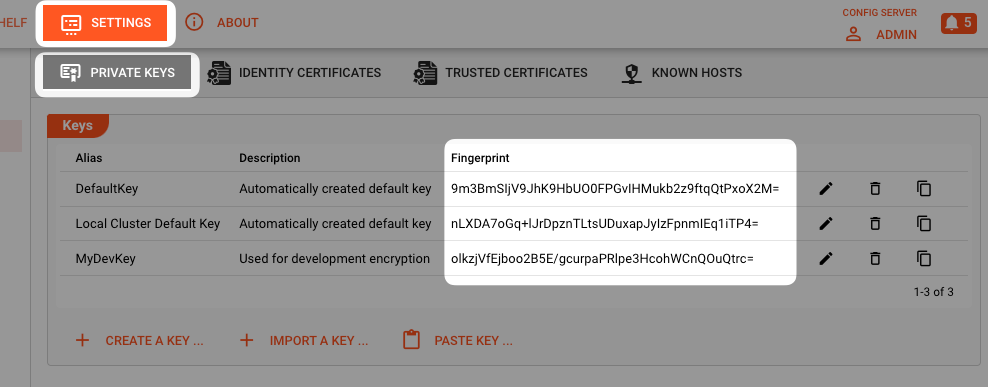 HELF
SETTINGS
ABOUT
CONFIG SERVER
ADMIN
5
PRIVATE KEYS
IDENTITY CERTIFICATES
TRUSTED CERTIFICATES
KNOWN HOSTS
Keys
Alias Description Fingerprint
DefaultKey Automatically created default key 9m3BmSIjV9JhK9HbUO0FPGvIHMukb2z9ftqQtPxoX2M=
Local Cluster Default Key Automatically created default key nLXDA7oGq+lJrDpznTLtsUDuxapJyIzFpnmIEq1iTP4=
MyDevKey Used for development encryption olkzjVfEjboo2B5E/gcurpaPRlpe3HcohWCnQOuQtrc=
1-3 of 3
CREATE A KEY ...
IMPORT A KEY ...
PASTE KEY ...